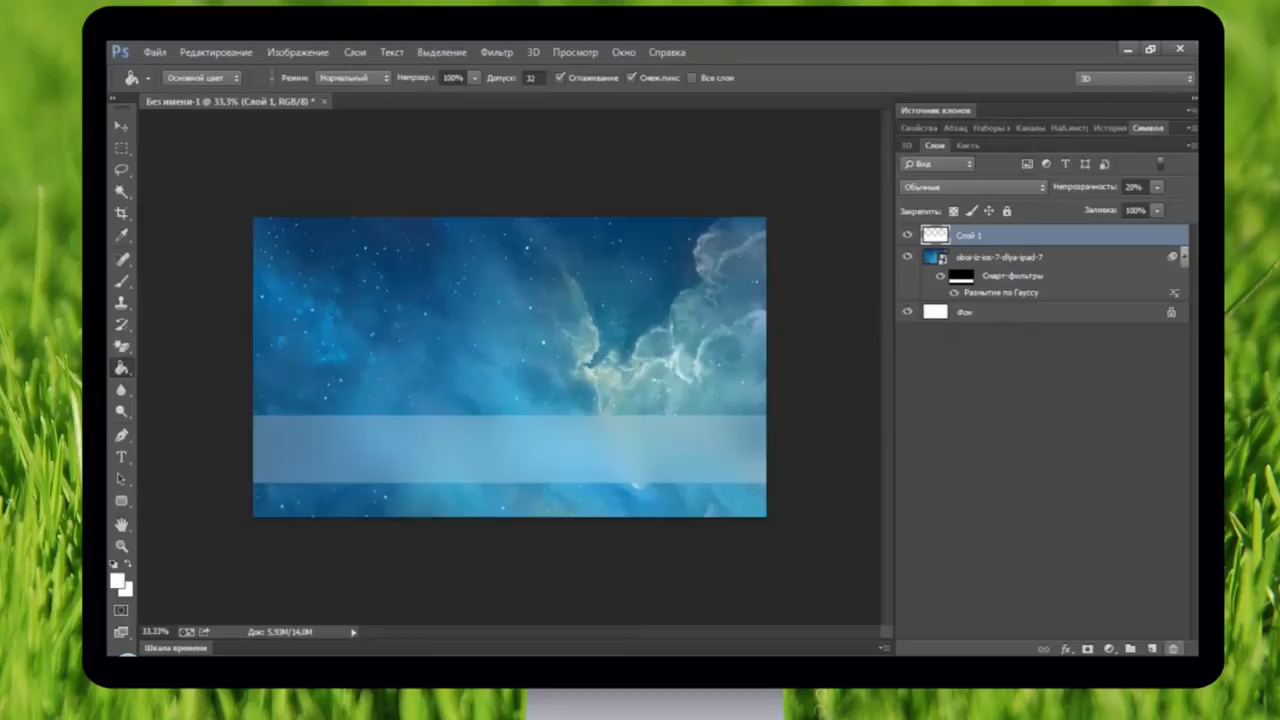 Ps Файл Редактирование Изображение Слои Текст Выделение Фильтр 3D Просмотр Окно Справка
Основной цвет Режим: Нормальный Непрозр.: 100% Допуск: 32 Сглаживание Смеж.пикс Все слои 3D
Без имени-1 @ 33,3% (Слой 1, RGB/8) * ×
Источник клонов
Свойства Абзац Наборы Каналы Наб.инст История Символ
3D Слои Кисть
Вид
Обычные Непрозрачность: 20%
Закрепить: Заливка: 100%
Слой 1
oboi-iz-ios-7-dlya-ipad-7
Смарт-фильтры
Размытие по Гауссу
Фон
33,33% Док: 5,93M/14,0M
Шкала времени